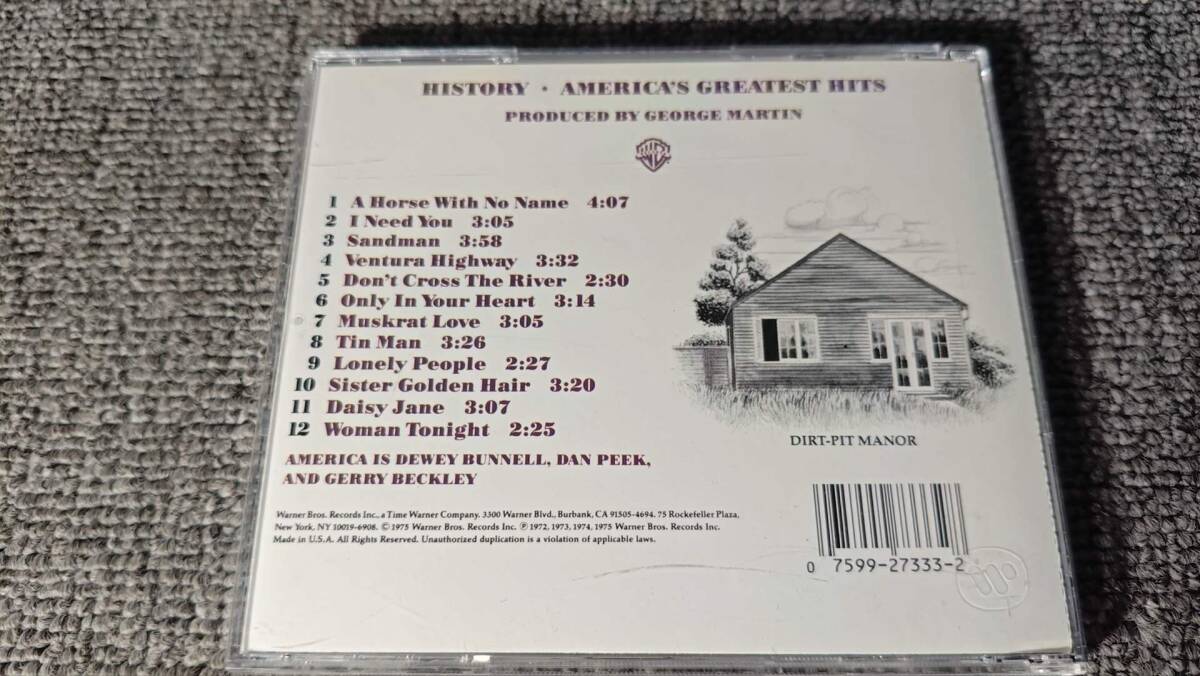 HISTORY · AMERICA'S GREATEST HITS
PRODUCED BY GEORGE MARTIN
1 A Horse With No Name 4:07
2 I Need You 3:05
3 Sandman 3:58
4 Ventura Highway 3:32
5 Don't Cross The River 2:30
6 Only In Your Heart 3:14
7 Muskrat Love 3:05
8 Tin Man 3:26
9 Lonely People 2:27
10 Sister Golden Hair 3:20
11 Daisy Jane 3:07
12 Woman Tonight 2:25
AMERICA IS DEWEY BUNNELL, DAN PEEK,
AND GERRY BECKLEY
DIRT-PIT MANOR
Warner Bros. Records Inc., a Time Warner Company. 3300 Warner Blvd., Burbank, CA 91505-4694. 75 Rockefeller Plaza,
New York, NY 10019-6908. © 1975 Warner Bros. Records Inc. ℗ 1972, 1973, 1974, 1975 Warner Bros. Records Inc.
Made in U.S.A. All Rights Reserved. Unauthorized duplication is a violation of applicable laws.
0 7599-27333-2